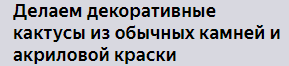 Делаем декоративные
кактусы из обычных камней и
акриловой краски